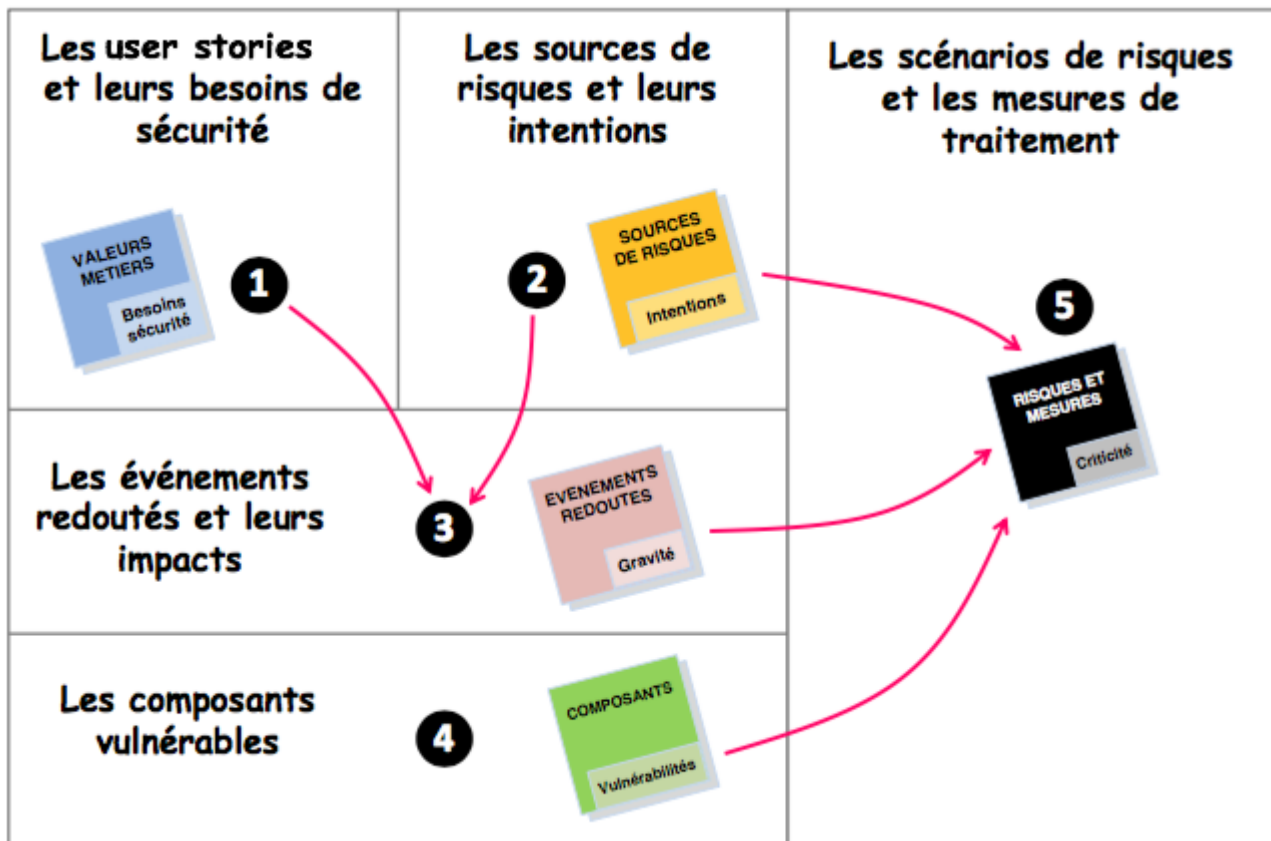 Les user stories
et leurs besoins de
sécurité
VALEURS
METIERS
Besoins
sécurité
1
Les sources de
risques et leurs
intentions
2
SOURCES
DE RISQUES
Intentions
Les scénarios de risques
et les mesures de
traitement
5
RISQUES ET
MESURES
Criticité
Les événements
redoutés et leurs
impacts
3
EVENEMENTS
REDOUTES
Gravité
Les composants
vulnérables
4
COMPOSANTS
Vulnérabilités